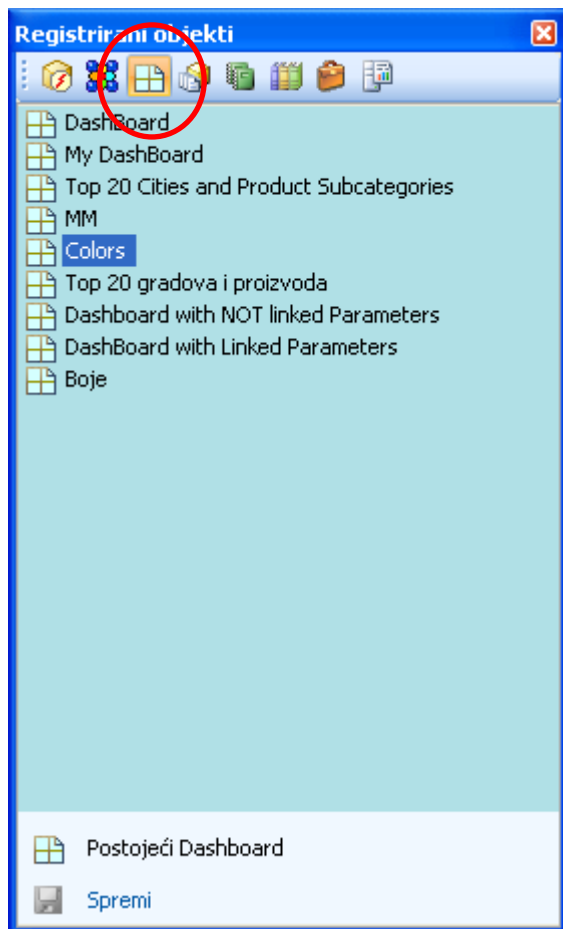 Registrirani objekti
DashBoard
My DashBoard
Top 20 Cities and Product Subcategories
MM
Colors
Top 20 gradova i proizvoda
Dashboard with NOT linked Parameters
DashBoard with Linked Parameters
Boje
Postojeći Dashboard
Spremi